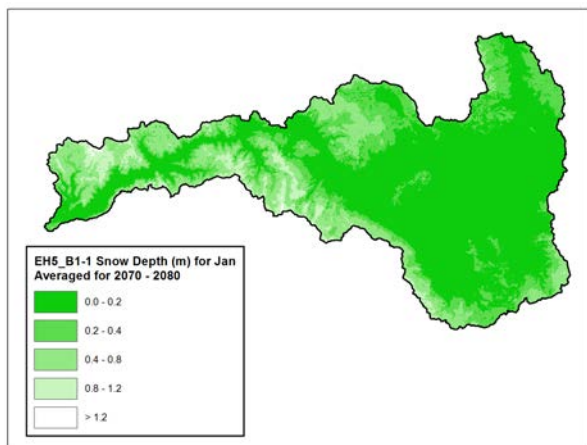 EH5_B1-1 Snow Depth (m) for Jan
Averaged for 2070 - 2080
0.0 - 0.2
0.2 - 0.4
0.4 - 0.8
0.8 - 1.2
> 1.2